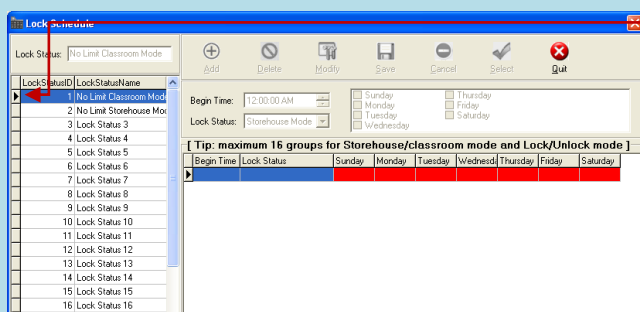 Lock Schedule
Lock Status: No Limit Classroom Mode
Add Delete Modify Save Cancel Select Quit
LockStatusID LockStatusName
1 No Limit Classroom Mode
2 No Limit Storehouse Mod
3 Lock Status 3
4 Lock Status 4
5 Lock Status 5
6 Lock Status 6
7 Lock Status 7
8 Lock Status 8
9 Lock Status 9
10 Lock Status 10
11 Lock Status 11
12 Lock Status 12
13 Lock Status 13
14 Lock Status 14
15 Lock Status 15
16 Lock Status 16
Begin Time: 12:00:00 AM
Lock Status: Storehouse Mode
Sunday Thursday
Monday Friday
Tuesday Saturday
Wednesday
[ Tip: maximum 16 groups for Storehouse/classroom mode and Lock/Unlock mode ]
Begin Time Lock Status Sunday Monday Tuesday Wednesda Thursday Friday Saturday